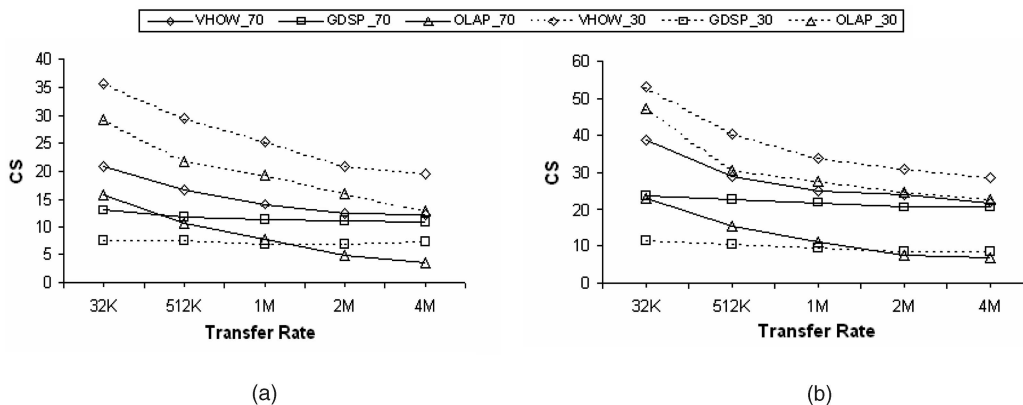 VHOW_70 GDSP_70 OLAP_70 VHOW_30 GDSP_30 OLAP_30
40
35
30
25
20
15
10
5
0
CS
32K 512K 1M 2M 4M
Transfer Rate
(a)
60
50
40
30
20
10
0
CS
32K 512K 1M 2M 4M
Transfer Rate
(b)